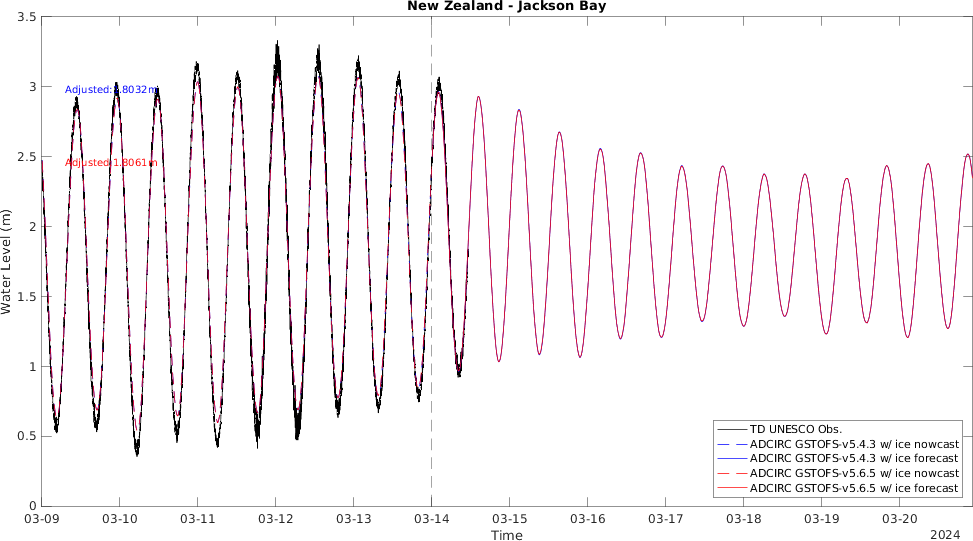 New Zealand - Jackson Bay
3.5
3
2.5
2
1.5
1
0.5
0
Water Level (m)
Adjusted:1.8032m
Adjusted:1.8061m
TD UNESCO Obs.
ADCIRC GSTOFS-v5.4.3 w/ ice nowcast
ADCIRC GSTOFS-v5.4.3 w/ ice forecast
ADCIRC GSTOFS-v5.6.5 w/ ice nowcast
ADCIRC GSTOFS-v5.6.5 w/ ice forecast
03-09 03-10 03-11 03-12 03-13 03-14 03-15 03-16 03-17 03-18 03-19 03-20
Time
2024